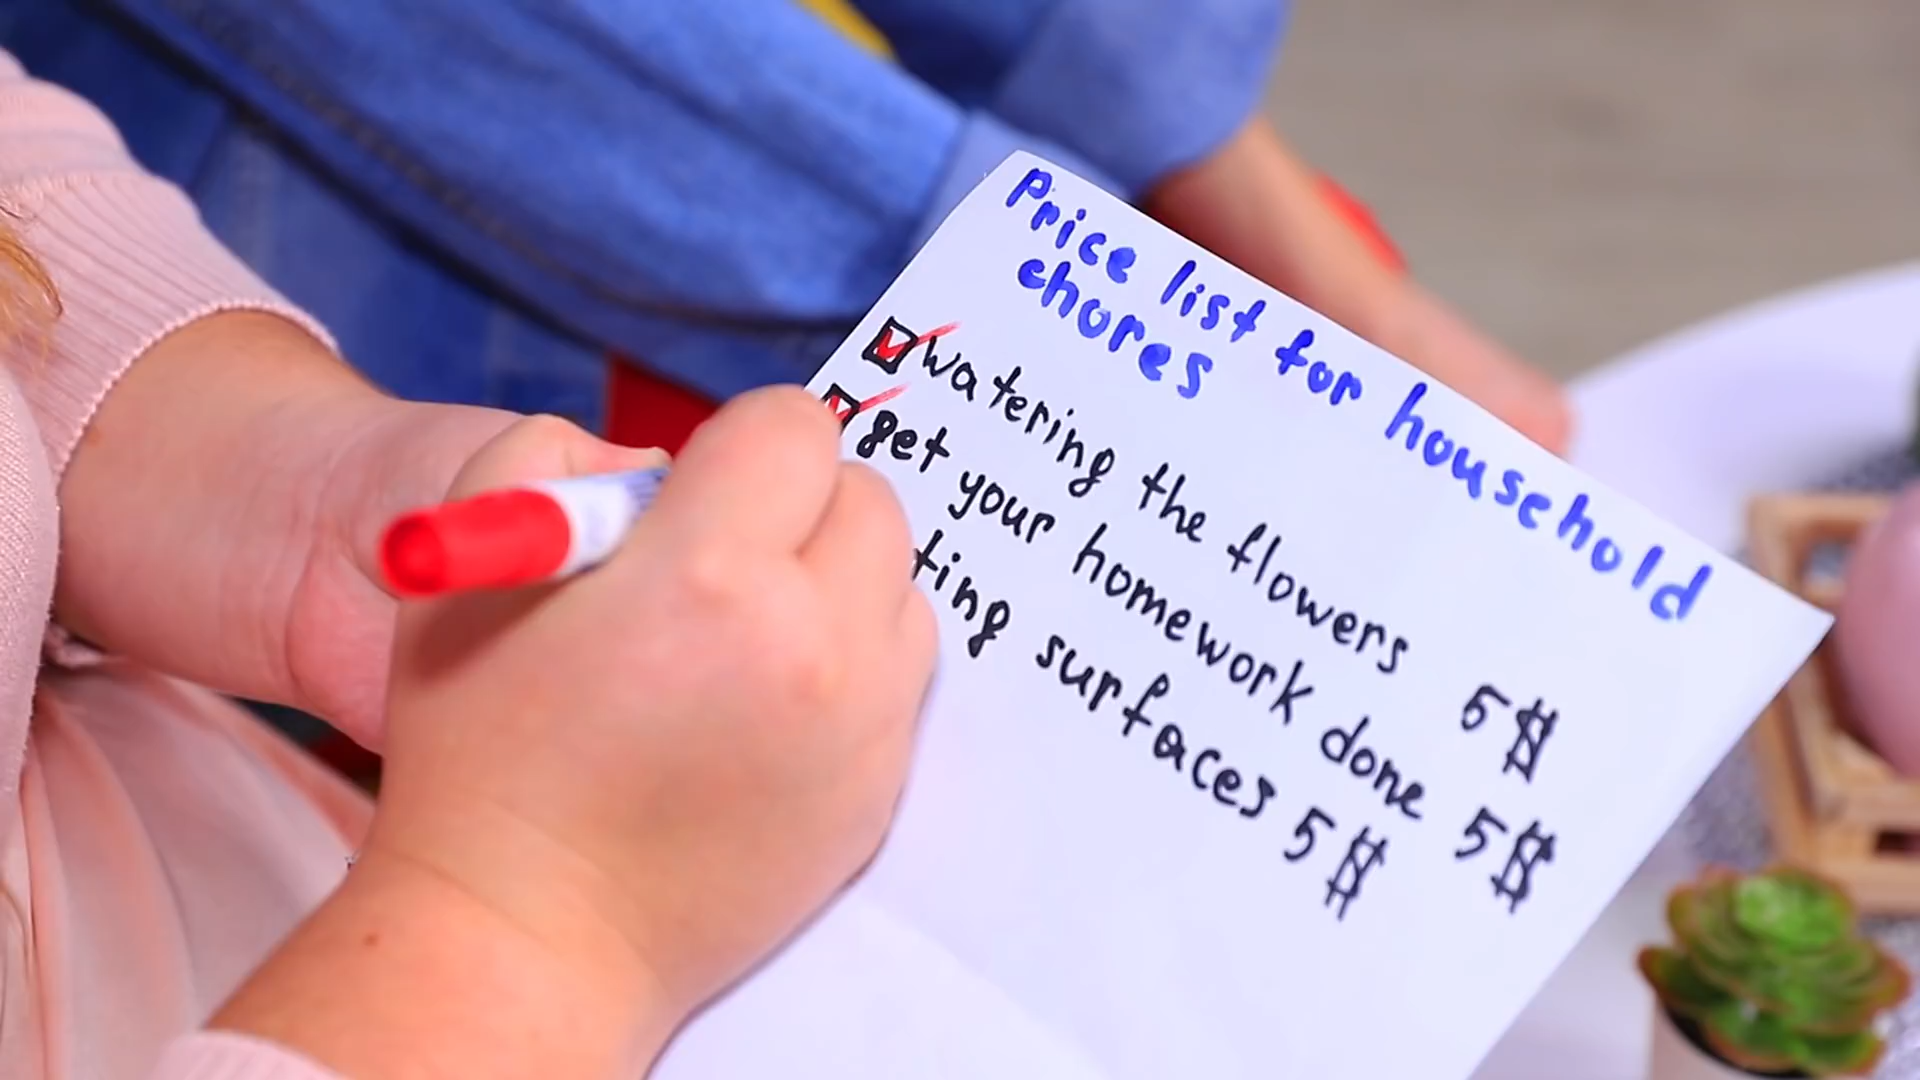 Price list for household
chores
watering the flowers 5$
get your homework done 5$
ting surfaces 5$